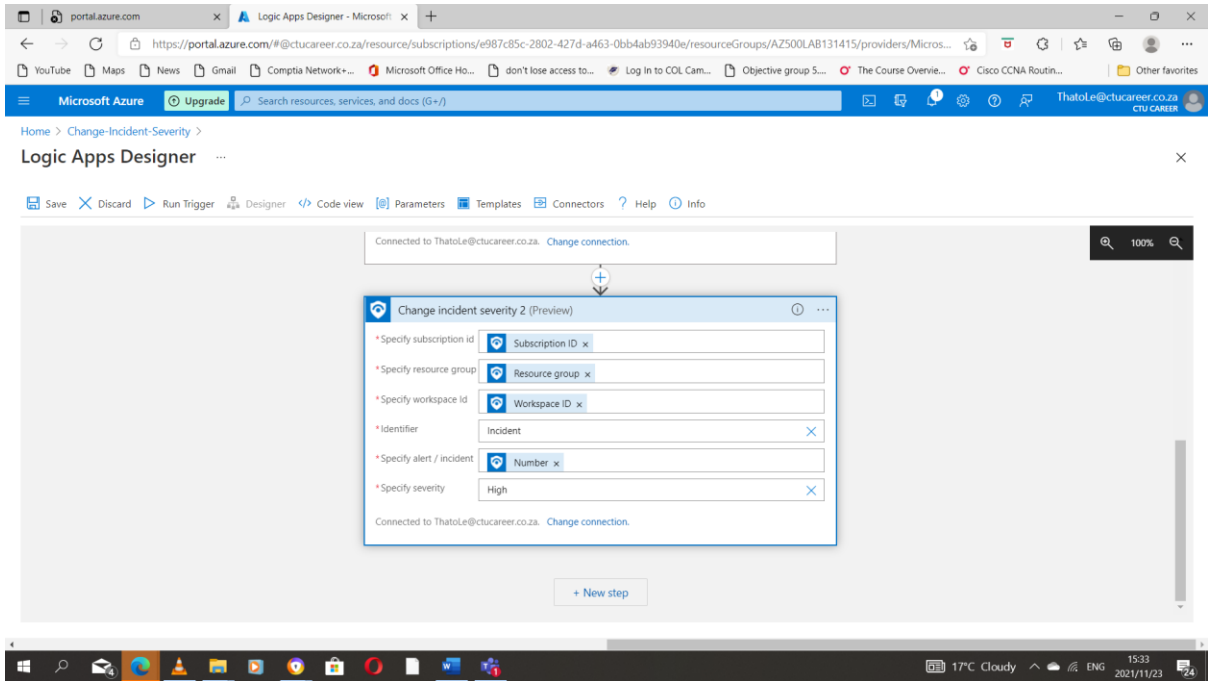 portal.azure.com
Logic Apps Designer - Microsoft
https://portal.azure.com/#@ctucareer.co.za/resource/subscriptions/e987c85c-2802-427d-a463-0bb4ab93940e/resourceGroups/AZ500LAB131415/providers/Micros...
YouTube Maps News Gmail Comptia Network+... Microsoft Office Ho... don't lose access to... Log In to COL Cam... Objective group 5.... The Course Overvie... Cisco CCNA Routin... Other favorites
Microsoft Azure Upgrade Search resources, services, and docs (G+/) 1 ThatoLe@ctucareer.co.za
CTU CAREER
Home > Change-Incident-Severity >
Logic Apps Designer ...
Save Discard Run Trigger Designer Code view Parameters Templates Connectors Help Info
Connected to ThatoLe@ctucareer.co.za. Change connection.
100%
Change incident severity 2 (Preview)
*Specify subscription id Subscription ID ×
*Specify resource group Resource group ×
*Specify workspace Id Workspace ID ×
*Identifier Incident
*Specify alert / incident Number ×
*Specify severity High
Connected to ThatoLe@ctucareer.co.za. Change connection.
+ New step
17°C Cloudy ENG 15:33
2021/11/23 24